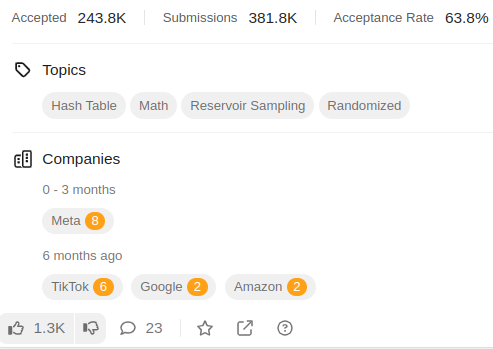 Accepted 243.8K Submissions 381.8K Acceptance Rate 63.8%
Topics
Hash Table Math Reservoir Sampling Randomized
Companies
0 - 3 months
Meta 8
6 months ago
TikTok 6 Google 2 Amazon 2
1.3K 23